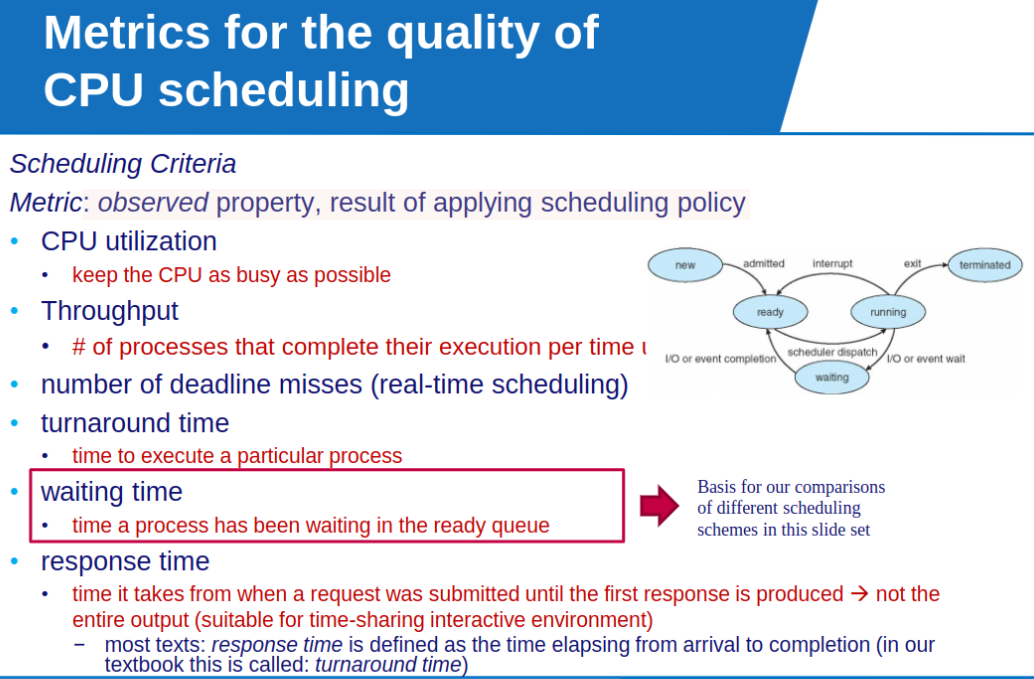 Metrics for the quality of
CPU scheduling
Scheduling Criteria
Metric: observed property, result of applying scheduling policy
• CPU utilization
• keep the CPU as busy as possible
• Throughput
• # of processes that complete their execution per time
• number of deadline misses (real-time scheduling)
• turnaround time
• time to execute a particular process
• waiting time
• time a process has been waiting in the ready queue
• response time
• time it takes from when a request was submitted until the first response is produced → not the
entire output (suitable for time-sharing interactive environment)
– most texts: response time is defined as the time elapsing from arrival to completion (in our
textbook this is called: turnaround time)
new
admitted
interrupt
exit
terminated
ready
running
scheduler dispatch
I/O or event completion
I/O or event wait
waiting
Basis for our comparisons
of different scheduling
schemes in this slide set